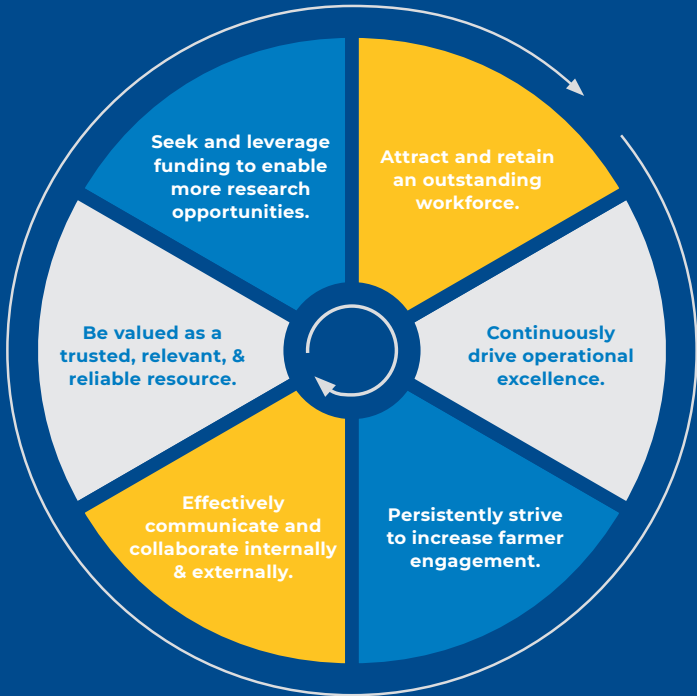 Seek and leverage
funding to enable
more research
opportunities.
Attract and retain
an outstanding
workforce.
Be valued as a
trusted, relevant, &
reliable resource.
Continuously
drive operational
excellence.
Effectively
communicate and
collaborate internally
& externally.
Persistently strive
to increase farmer
engagement.